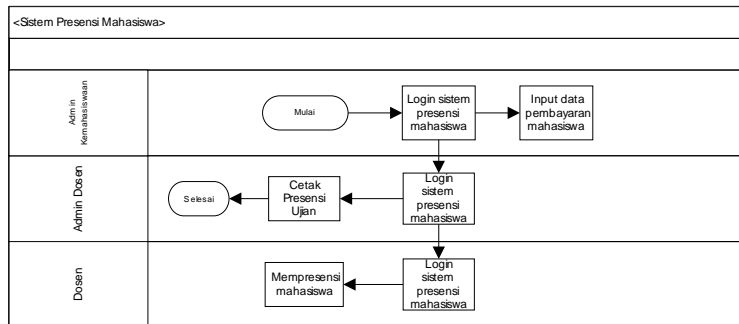 <Sistem Presensi Mahasiswa>
Admin
Kemahasiswaan
Mulai
Login sistem
presensi
mahasiswa
Input data
pembayaran
mahasiswa
Admin Dosen
Selesai
Cetak
Presensi
Ujian
Login
sistem
presensi
mahasiswa
Dosen
Mempresensi
mahasiswa
Login
sistem
presensi
mahasiswa